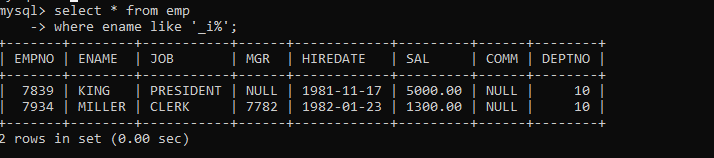 mysql> select * from emp
    -> where ename like '_i%';
+-------+--------+-----------+------+------------+---------+------+--------+
| EMPNO | ENAME  | JOB       | MGR  | HIREDATE   | SAL     | COMM | DEPTNO |
+-------+--------+-----------+------+------------+---------+------+--------+
|  7839 | KING   | PRESIDENT | NULL | 1981-11-17 | 5000.00 | NULL |     10 |
|  7934 | MILLER | CLERK     | 7782 | 1982-01-23 | 1300.00 | NULL |     10 |
+-------+--------+-----------+------+------------+---------+------+--------+
2 rows in set (0.00 sec)